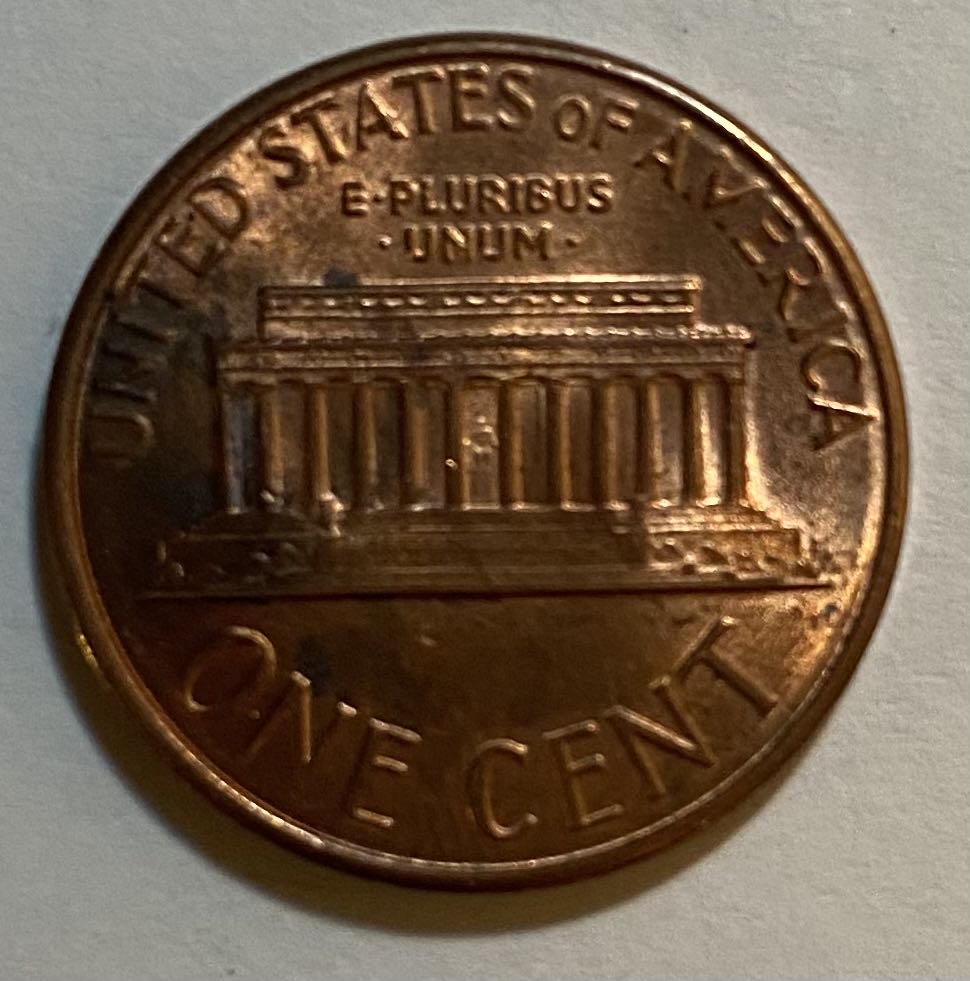 UNITED STATES OF AMERICA
E·PLURIBUS
·UNUM·
ONE CENT